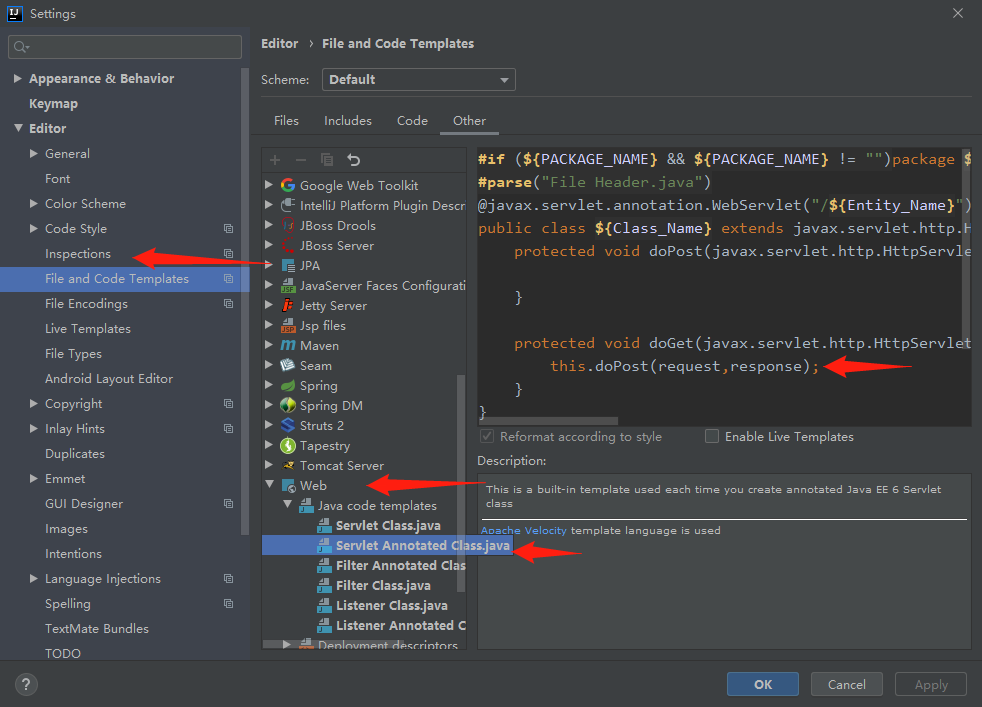 Settings
Appearance & Behavior
Keymap
Editor
General
Font
Color Scheme
Code Style
Inspections
File and Code Templates
File Encodings
Live Templates
File Types
Android Layout Editor
Copyright
Inlay Hints
Duplicates
Emmet
GUI Designer
Images
Intentions
Language Injections
Spelling
TextMate Bundles
TODO
Editor › File and Code Templates
Scheme: Default
Files Includes Code Other
Google Web Toolkit
IntelliJ Platform Plugin Descr
JBoss Drools
JBoss Server
JPA
JavaServer Faces Configurati
Jetty Server
Jsp files
Maven
Seam
Spring
Spring DM
Struts 2
Tapestry
Tomcat Server
Web
Java code templates
Servlet Class.java
Servlet Annotated Class.java
Filter Annotated Clas
Filter Class.java
Listener Class.java
Listener Annotated C
Deployment descriptors
#if (${PACKAGE_NAME} && ${PACKAGE_NAME} != "")package $
#parse("File Header.java")
@javax.servlet.annotation.WebServlet("/${Entity_Name}")
public class ${Class_Name} extends javax.servlet.http.H
protected void doPost(javax.servlet.http.HttpServle
}
protected void doGet(javax.servlet.http.HttpServlet
this.doPost(request,response);
}
}
Reformat according to style Enable Live Templates
Description:
This is a built-in template used each time you create annotated Java EE 6 Servlet
class
Apache Velocity template language is used
? OK Cancel Apply